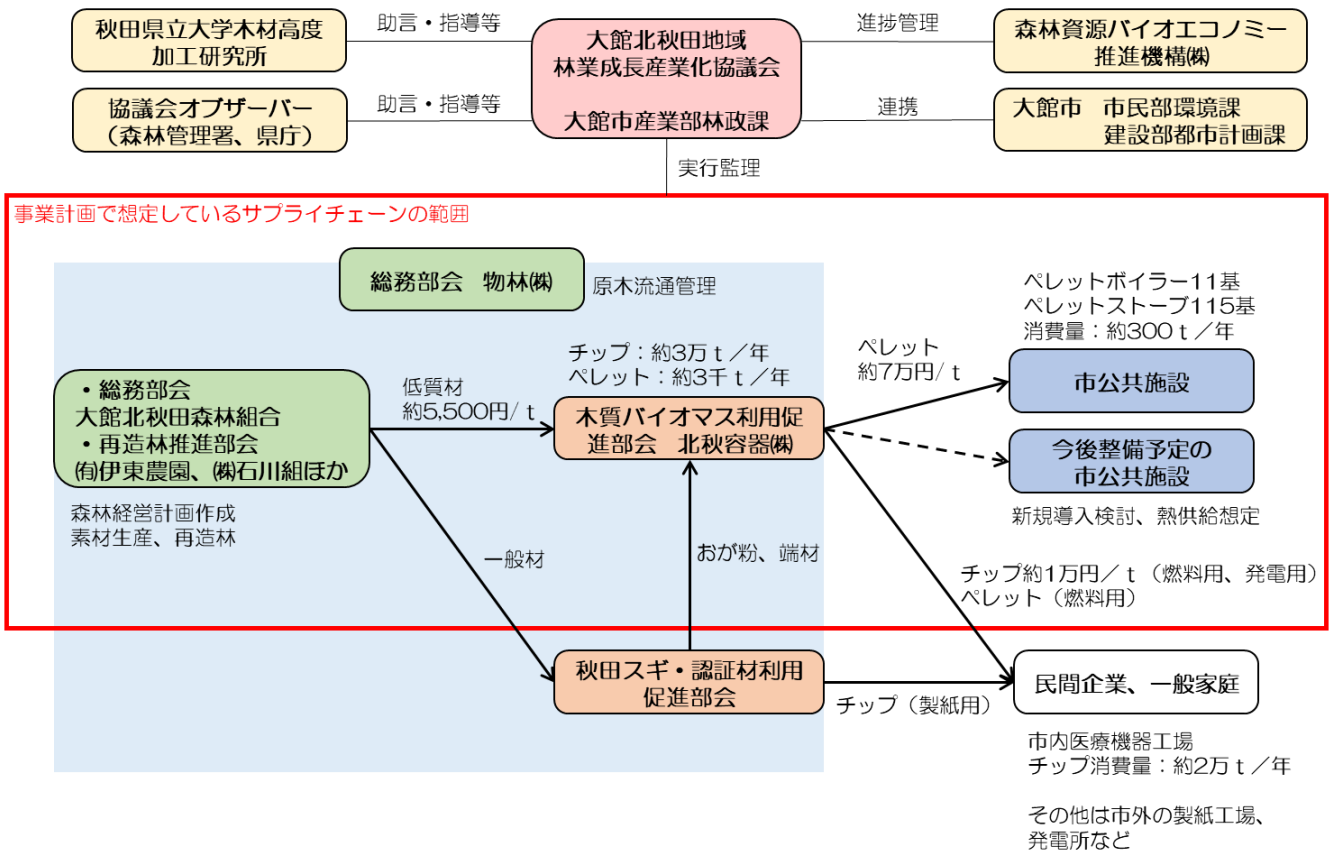 秋田県立大学木材高度
加工研究所
助言・指導等
大館北秋田地域
林業成長産業化協議会
大館市産業部林政課
進捗管理
森林資源バイオエコノミー
推進機構㈱
協議会オブザーバー
（森林管理署、県庁）
助言・指導等
連携
大館市　市民部環境課
建設部都市計画課
実行監理
事業計画で想定しているサプライチェーンの範囲
総務部会　物林㈱
原木流通管理
ペレットボイラー11基
ペレットストーブ115基
消費量：約300ｔ／年
チップ：約3万ｔ／年
ペレット：約3千ｔ／年
ペレット
約7万円/ｔ
・総務部会
大館北秋田森林組合
・再造林推進部会
㈲伊東農園、㈱石川組ほか
低質材
約5,500円/ｔ
木質バイオマス利用促
進部会　北秋容器㈱
市公共施設
今後整備予定の
市公共施設
森林経営計画作成
素材生産、再造林
新規導入検討、熱供給想定
一般材
おが粉、端材
チップ約1万円／ｔ（燃料用、発電用）
ペレット（燃料用）
秋田スギ・認証材利用
促進部会
チップ（製紙用）
民間企業、一般家庭
市内医療機器工場
チップ消費量：約2万ｔ／年
その他は市外の製紙工場、
発電所など